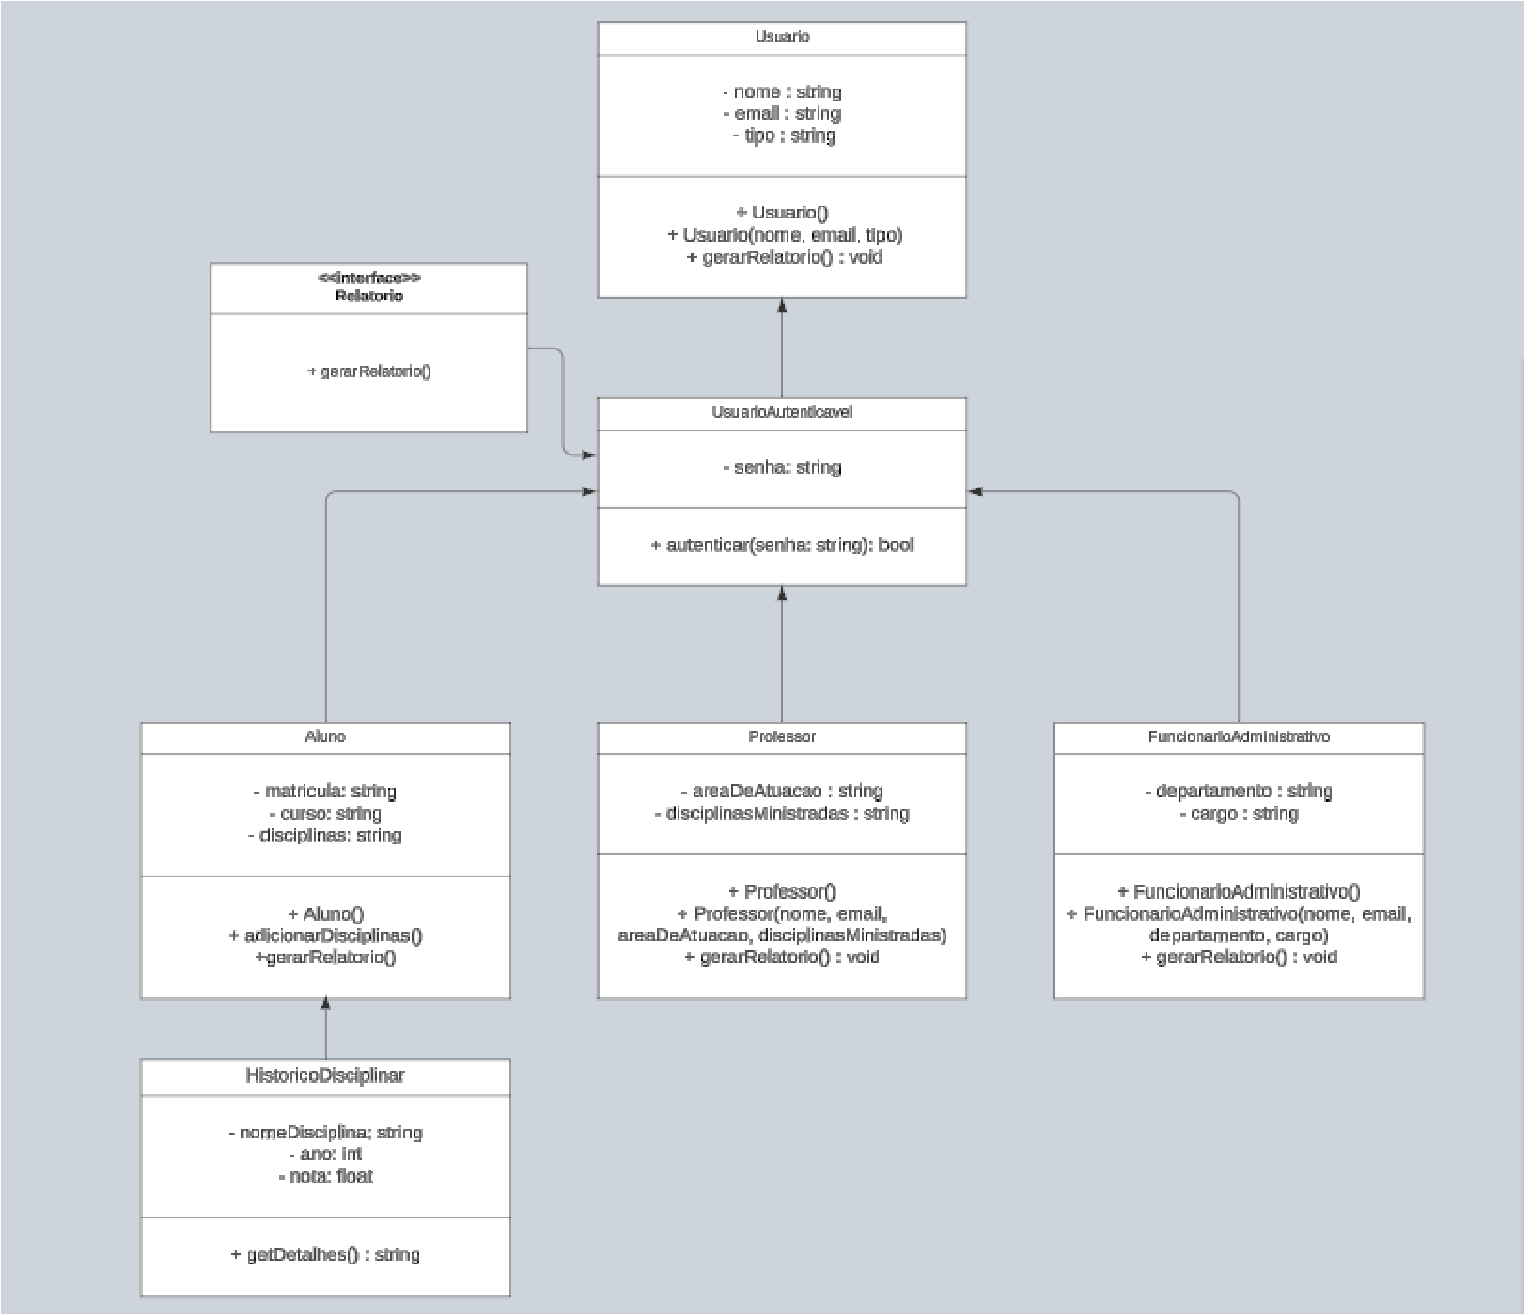 Usuario
- nome : string
- email : string
- tipo : string
+ Usuario()
+ Usuario(nome, email, tipo)
+ gerarRelatorio() : void
<<interface>>
Relatorio
+ gerarRelatorio()
UsuarioAutenticavel
- senha: string
+ autenticar(senha: string): bool
Aluno
- matricula: string
- curso: string
- disciplinas: string
+ Aluno()
+ adicionarDisciplinas()
+gerarRelatorio()
Professor
- areaDeAtuacao : string
- disciplinasMinistradas : string
+ Professor()
+ Professor(nome, email,
areaDeAtuacao, disciplinasMinistradas)
+ gerarRelatorio() : void
FuncionarioAdministrativo
- departamento : string
- cargo : string
+ FuncionarioAdministrativo()
+ FuncionarioAdministrativo(nome, email,
departamento, cargo)
+ gerarRelatorio() : void
HistoricoDisciplinar
- nomeDisciplina: string
- ano: int
- nota: float
+ getDetalhes() : string